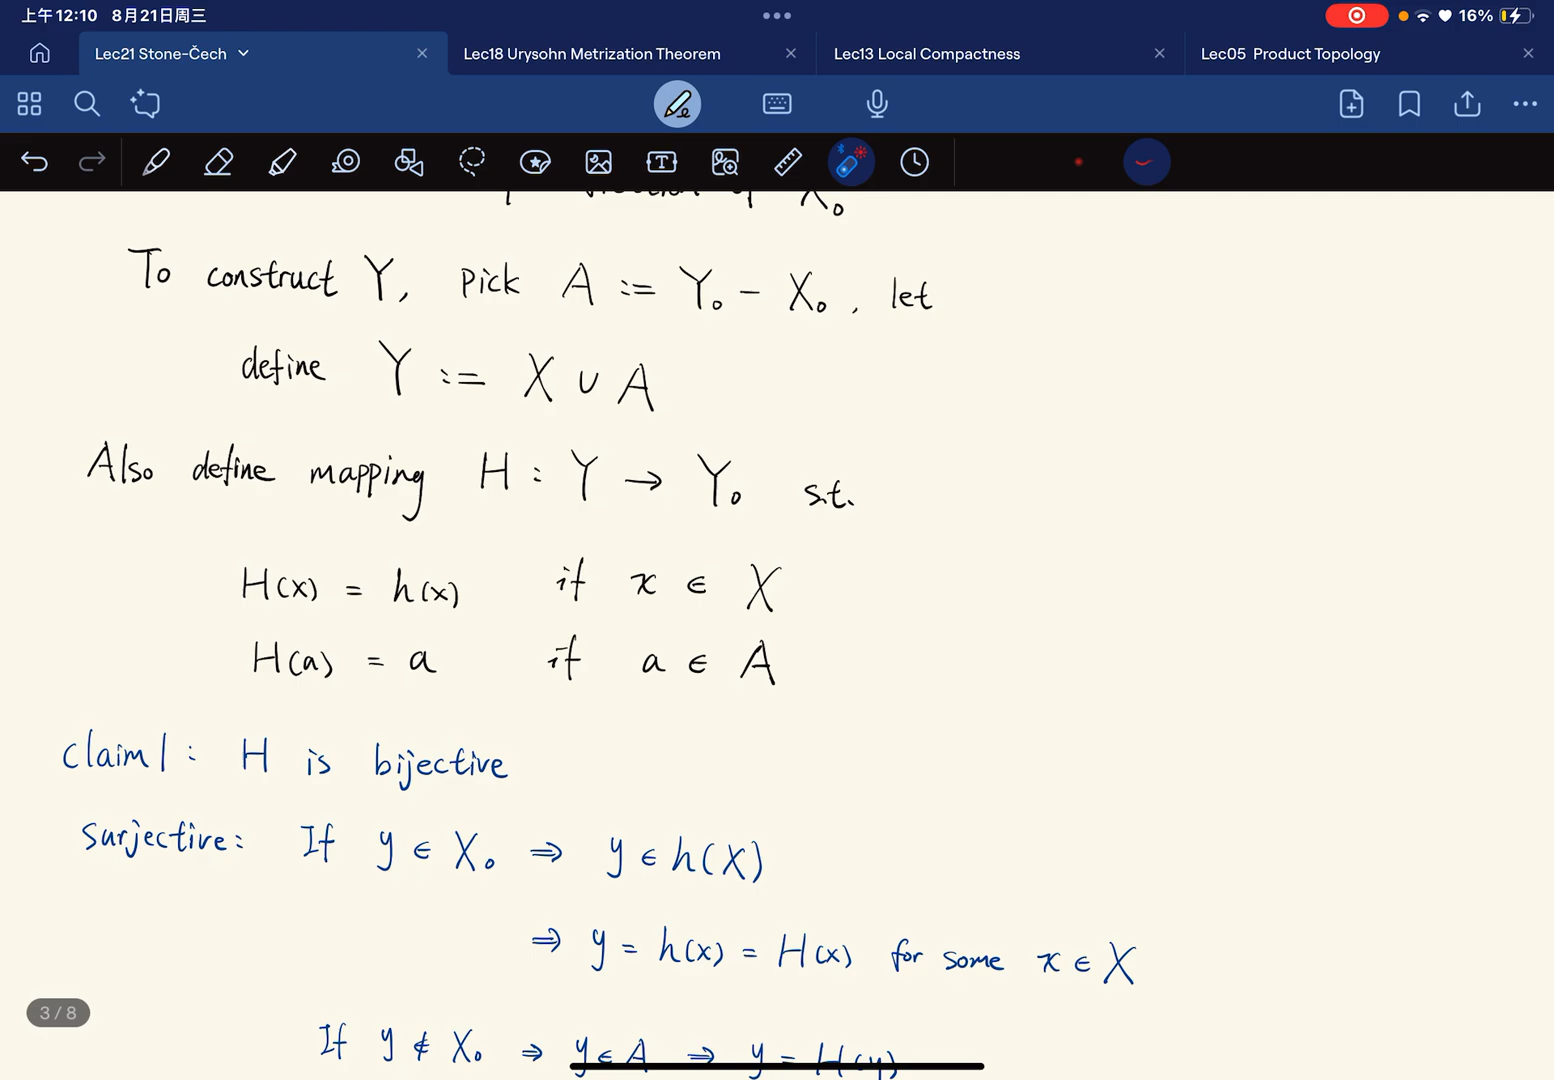 上午12:10 8月21日周三
16%
Lec21 Stone-Čech
Lec18 Urysohn Metrization Theorem
Lec13 Local Compactness
Lec05 Product Topology
X₀
To construct Y, Pick A := Y₀ - X₀, let
define Y := X ∪ A
Also define mapping H : Y → Y₀ s.t.
H(x) = h(x) if x ∈ X
H(a) = a if a ∈ A
Claim1: H is bijective
Surjective: If y ∈ X₀ ⇒ y ∈ h(X)
⇒ y = h(x) = H(x) for some x ∈ X
3 / 8
If y ∉ X₀ ⇒ y ∈ A ⇒ y = H(y)